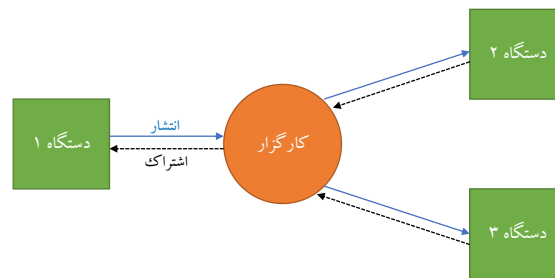 دستگاه ۲
انتشار
کارگزار
دستگاه ۱
اشتراک
دستگاه ۳